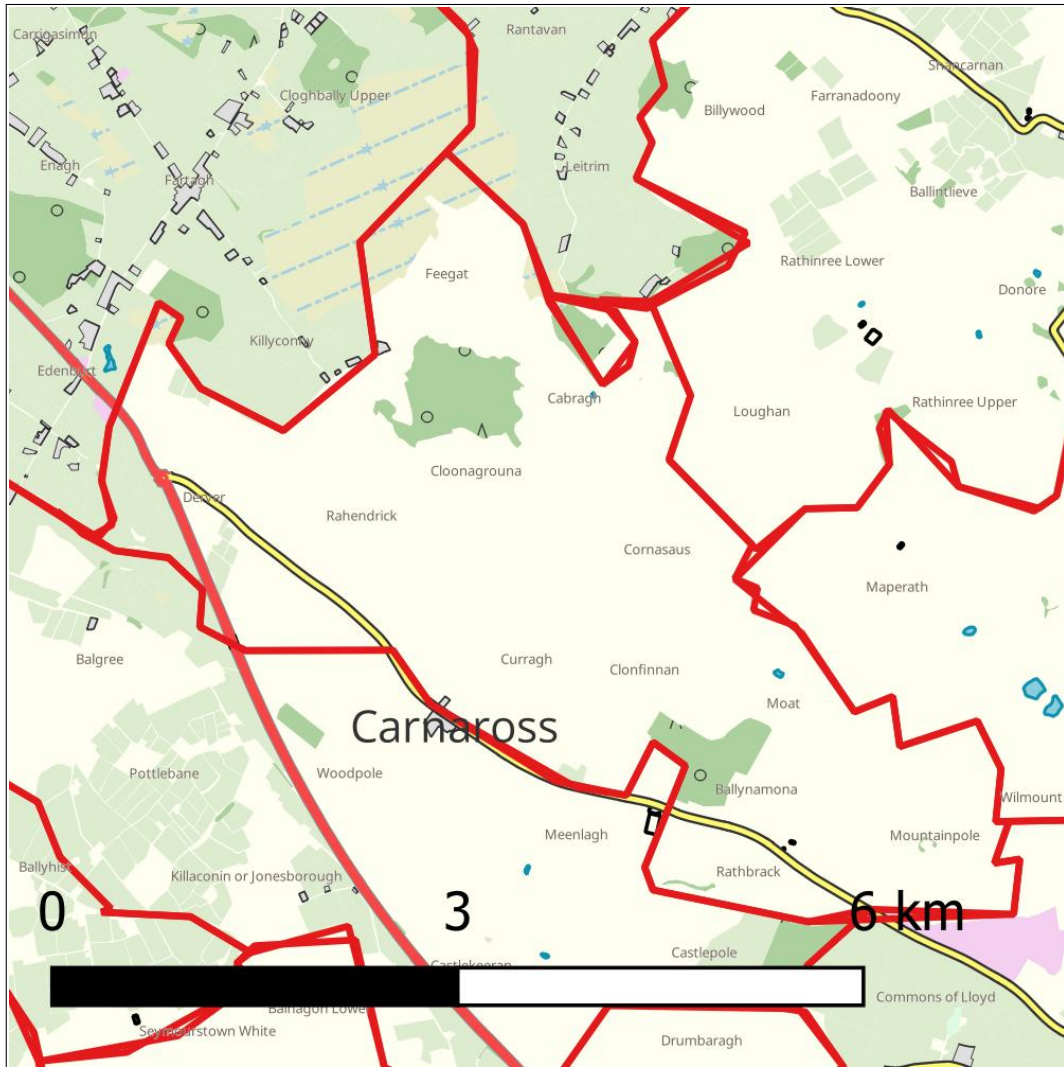 Carrigasimon
Rantavan
Shancarnan
Cloghbally Upper
Farranadoony
Billywood
Enagh
Leitrim
Fartagh
Ballintlieve
Rathinree Lower
Feegat
Donore
Killyconny
Edenburt
Cabragh
Rathinree Upper
Loughan
Cloonagrouna
Derver
Rahendrick
Cornasaus
Maperath
Balgree
Curragh
Clonfinnan
Moat
Carnaross
Pottlebane
Woodpole
Ballynamona
Wilmount
Meenlagh
Mountainpole
Ballyhist
Killaconin or Jonesborough
Rathbrack
0 3 6 km
Castlekeeran
Castlepole
Commons of Lloyd
Balnagon Lower
Seymourstown White
Drumbaragh